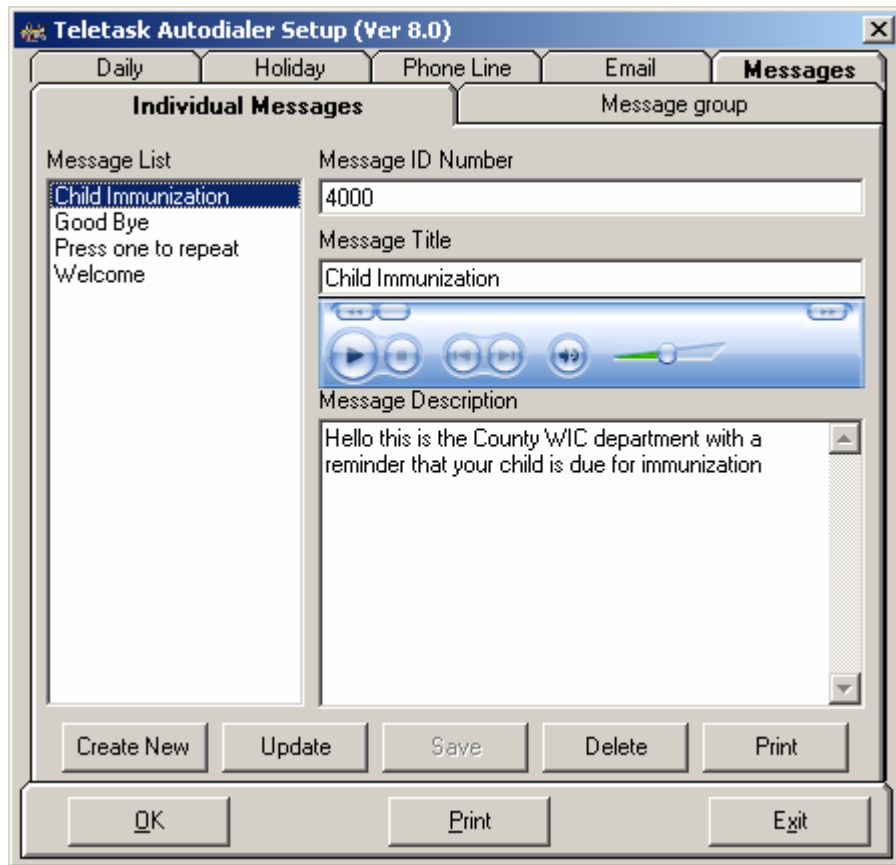 Teletask Autodialer Setup (Ver 8.0)
Daily
Holiday
Phone Line
Email
Messages
Individual Messages
Message group
Message List
Child Immunization
Good Bye
Press one to repeat
Welcome
Message ID Number
4000
Message Title
Child Immunization
Message Description
Hello this is the County WIC department with a
reminder that your child is due for immunization
Create New
Update
Save
Delete
Print
OK
Print
Exit